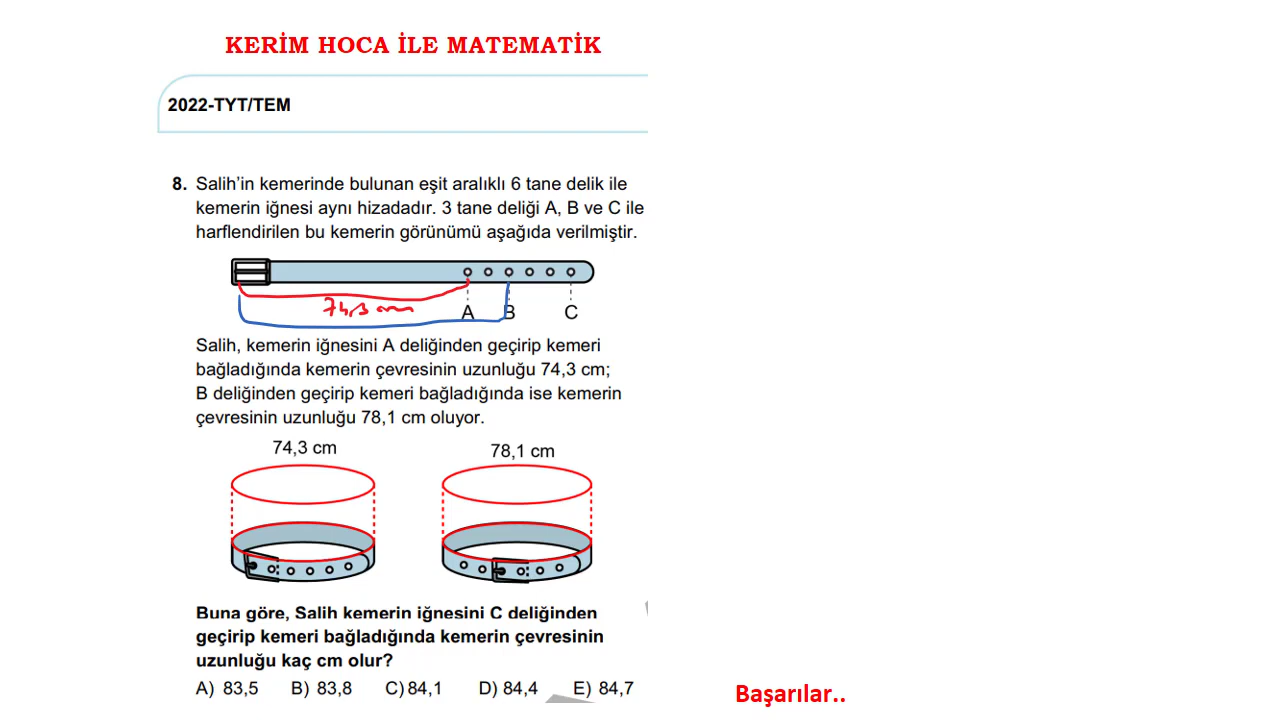 KERİM HOCA İLE MATEMATİK
2022-TYT/TEM
8. Salih'in kemerinde bulunan eşit aralıklı 6 tane delik ile
kemerin iğnesi aynı hizadadır. 3 tane deliği A, B ve C ile
harflendirilen bu kemerin görünümü aşağıda verilmiştir.
74,3 cm
A B C
Salih, kemerin iğnesini A deliğinden geçirip kemeri
bağladığında kemerin çevresinin uzunluğu 74,3 cm;
B deliğinden geçirip kemeri bağladığında ise kemerin
çevresinin uzunluğu 78,1 cm oluyor.
74,3 cm 78,1 cm
Buna göre, Salih kemerin iğnesini C deliğinden
geçirip kemeri bağladığında kemerin çevresinin
uzunluğu kaç cm olur?
A) 83,5 B) 83,8 C) 84,1 D) 84,4 E) 84,7
Başarılar..